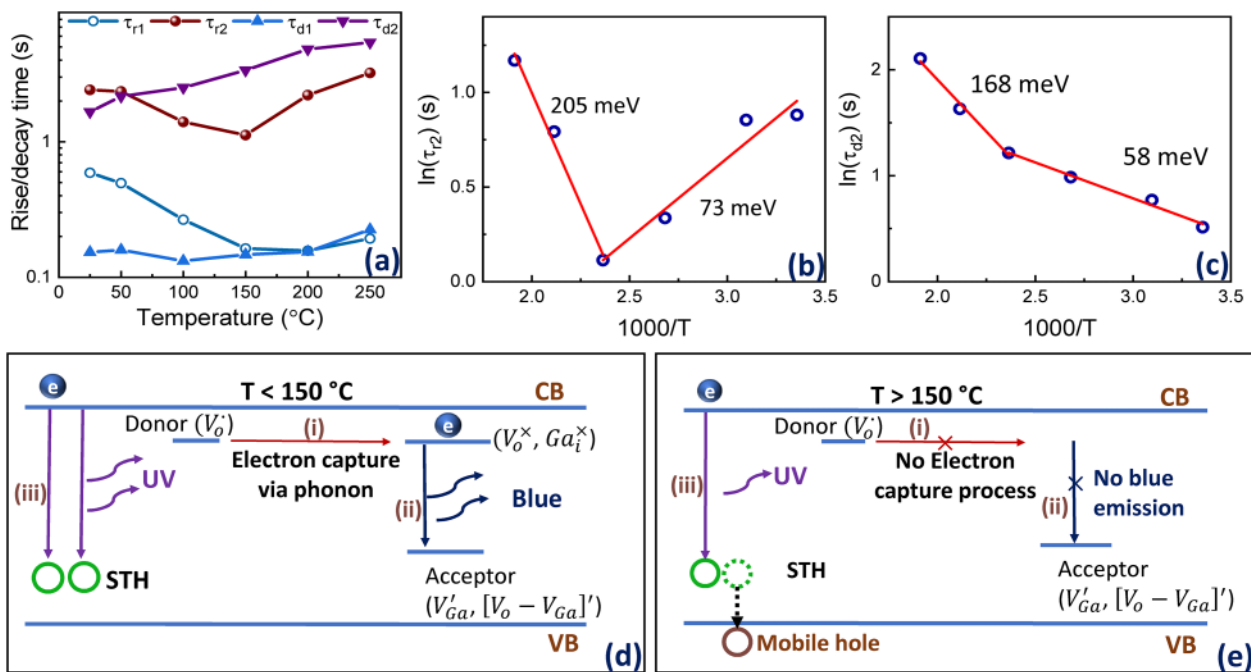 τr1 τr2 τd1 τd2
Rise/decay time (s)
1
0.1
0 50 100 150 200 250
Temperature (°C)
(a)
ln(τr2) (s)
1.0
0.5
0.0
205 meV
73 meV
2.0 2.5 3.0 3.5
1000/T
(b)
ln(τd2) (s)
2
1
0
168 meV
58 meV
2.0 2.5 3.0 3.5
1000/T
(c)
e
T < 150 °C
CB
Donor (V_o^·)
(i)
e
(V_o^×, Ga_i^×)
Electron capture
via phonon
UV
(iii)
(ii)
Blue
STH
Acceptor
(V′_Ga, [V_o − V_Ga]′)
VB
(d)
e
T > 150 °C
CB
Donor (V_o^·)
(i)
No Electron
capture process
UV
(iii)
(ii)
No blue
emission
STH
Acceptor
(V′_Ga, [V_o − V_Ga]′)
Mobile hole
VB
(e)